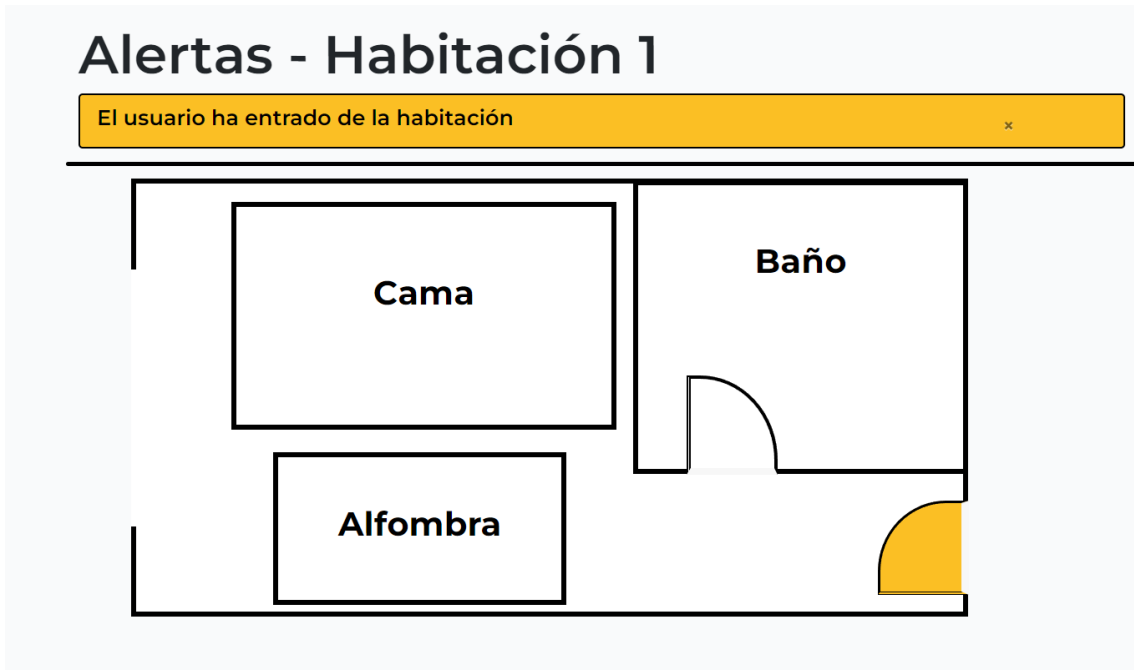 Alertas - Habitación 1
El usuario ha entrado de la habitación
×
Baño
Cama
Alfombra